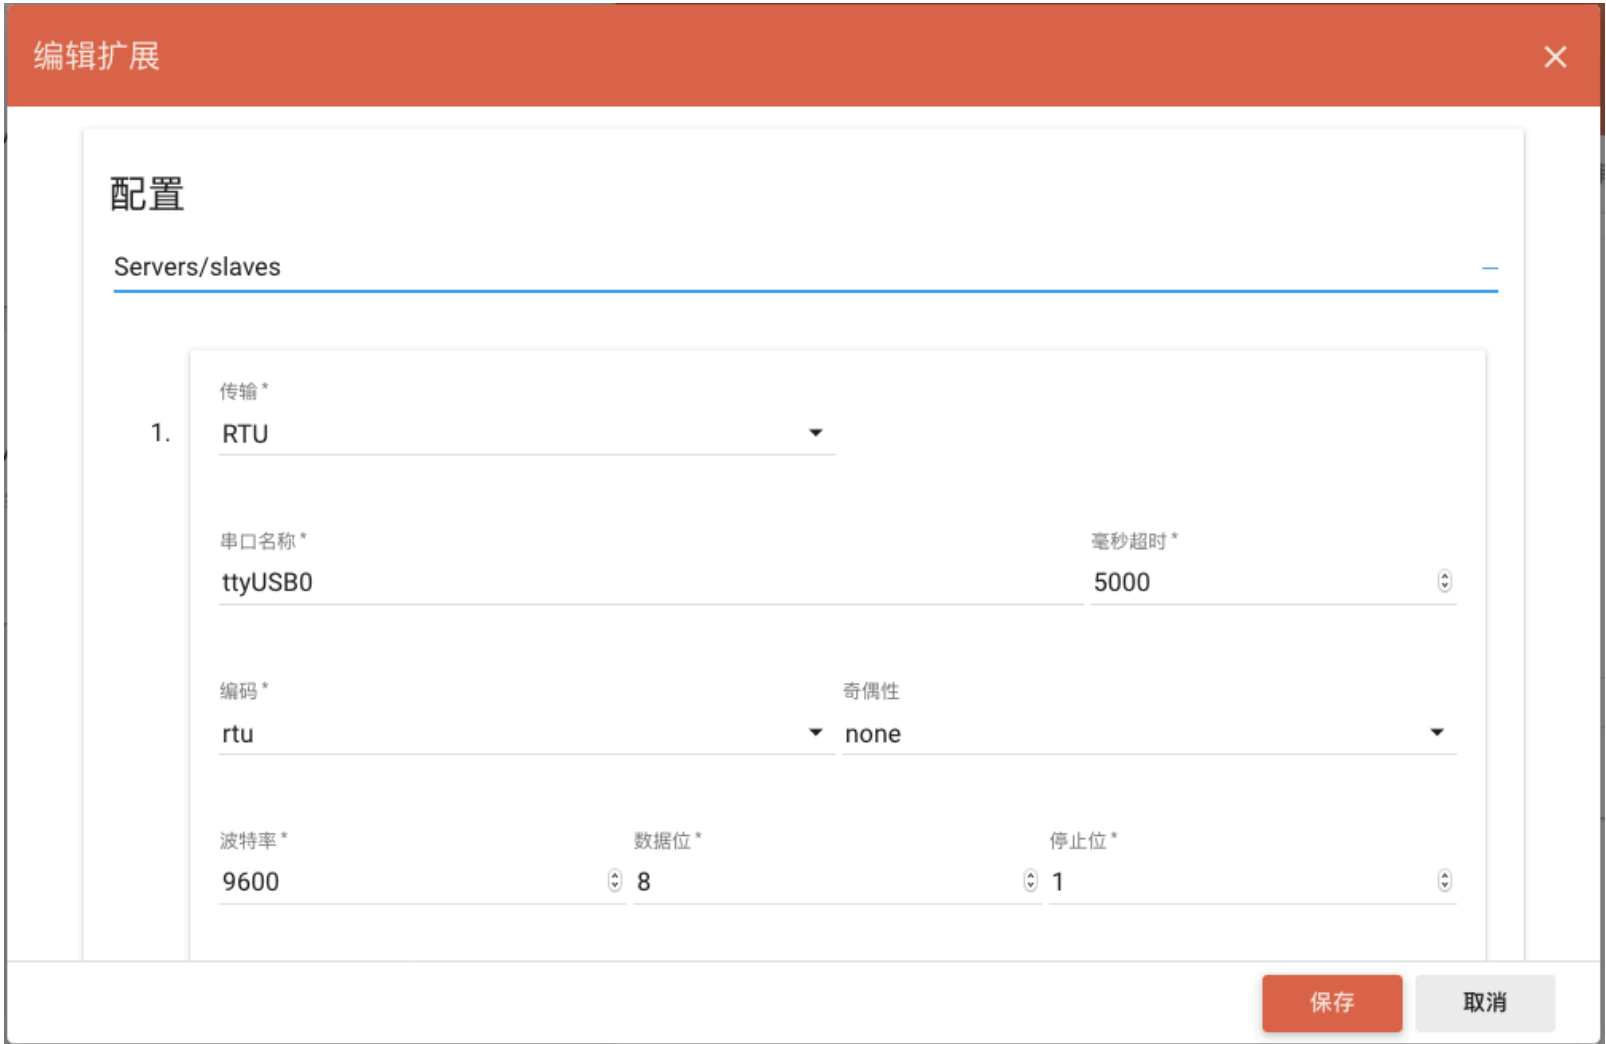 编辑扩展
配置
Servers/slaves
传输 *
1.
RTU
串口名称 * 毫秒超时 *
ttyUSB0 5000
编码 * 奇偶性
rtu none
波特率 * 数据位 * 停止位 *
9600 8 1
保存 取消